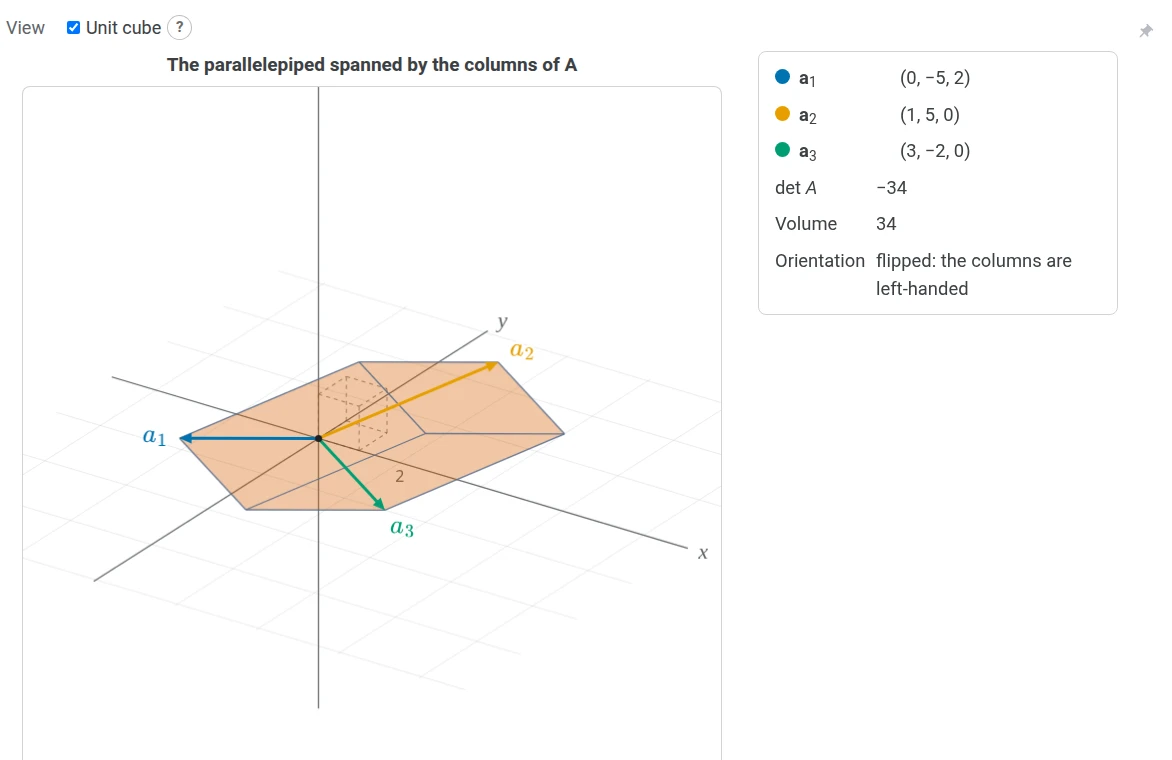 View Unit cube ?
The parallelepiped spanned by the columns of A
y
a2
a1
2
a3
x
a1 (0, −5, 2)
a2 (1, 5, 0)
a3 (3, −2, 0)
det A −34
Volume 34
Orientation flipped: the columns are
left-handed